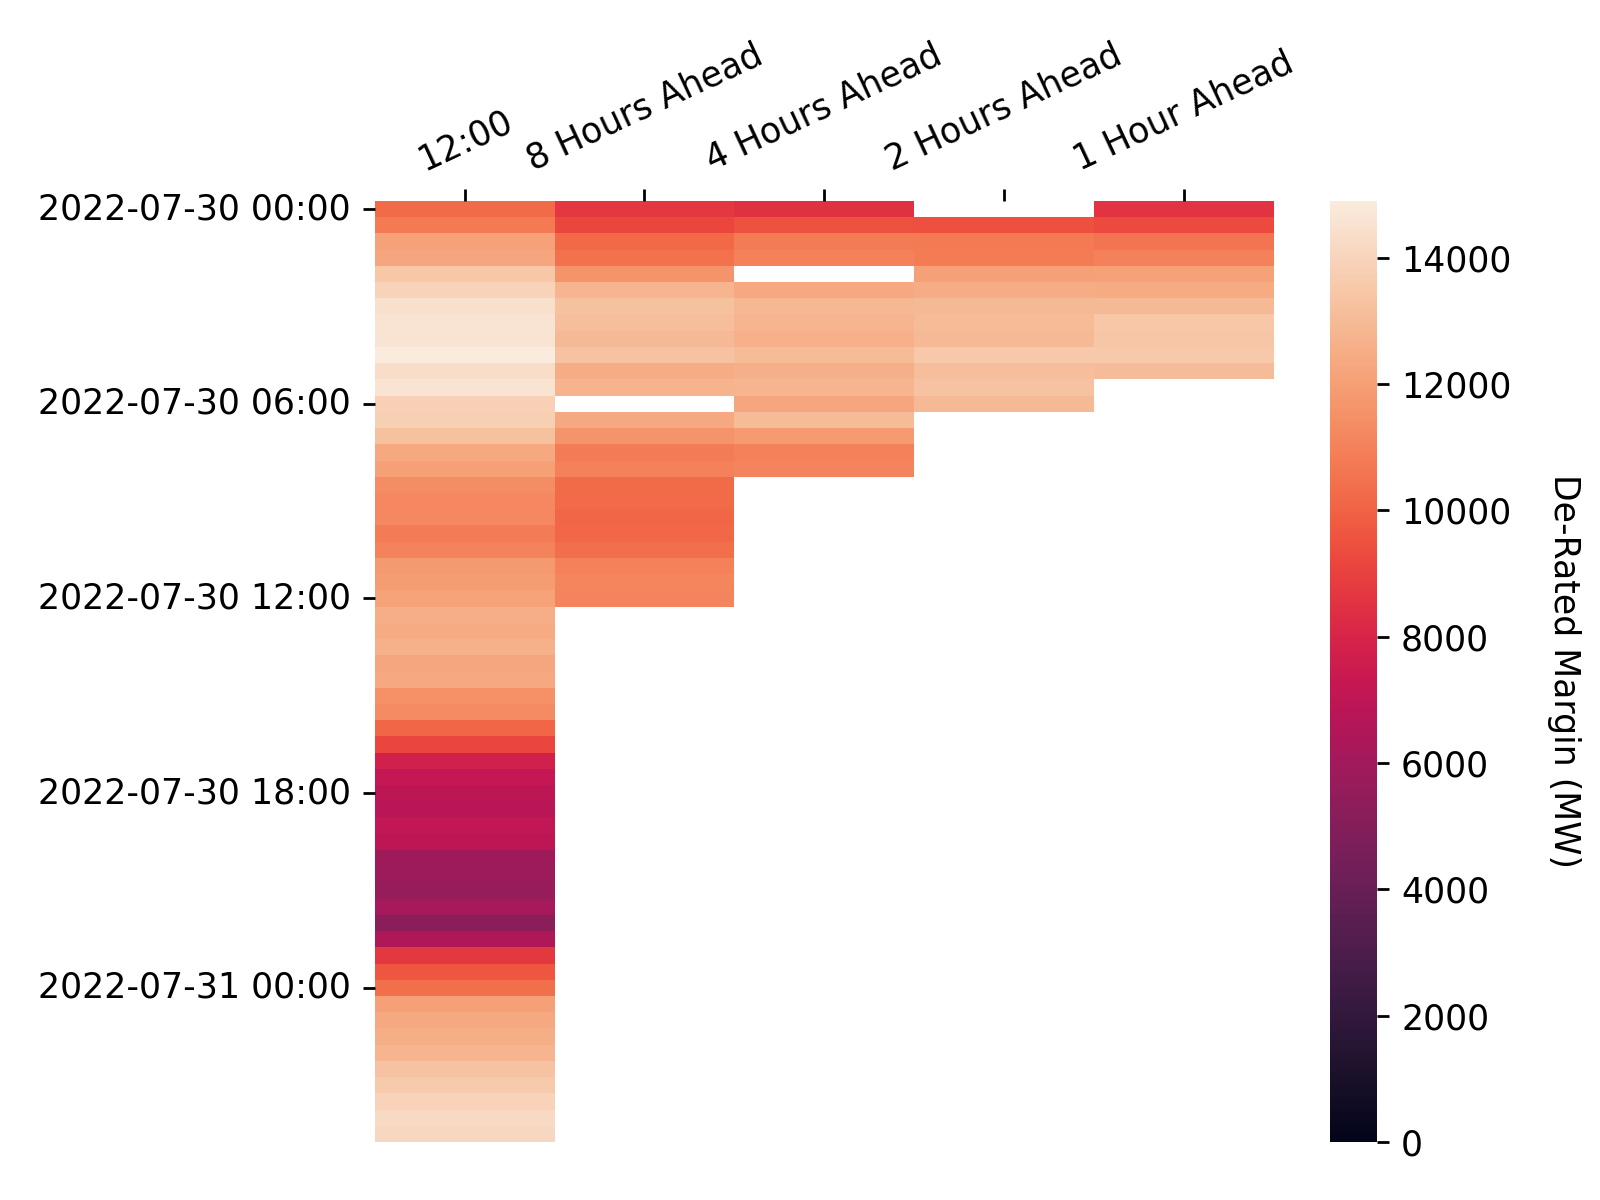 12:00
8 Hours Ahead
4 Hours Ahead
2 Hours Ahead
1 Hour Ahead
2022-07-30 00:00
2022-07-30 06:00
2022-07-30 12:00
2022-07-30 18:00
2022-07-31 00:00
14000
12000
10000
8000
6000
4000
2000
0
De-Rated Margin (MW)